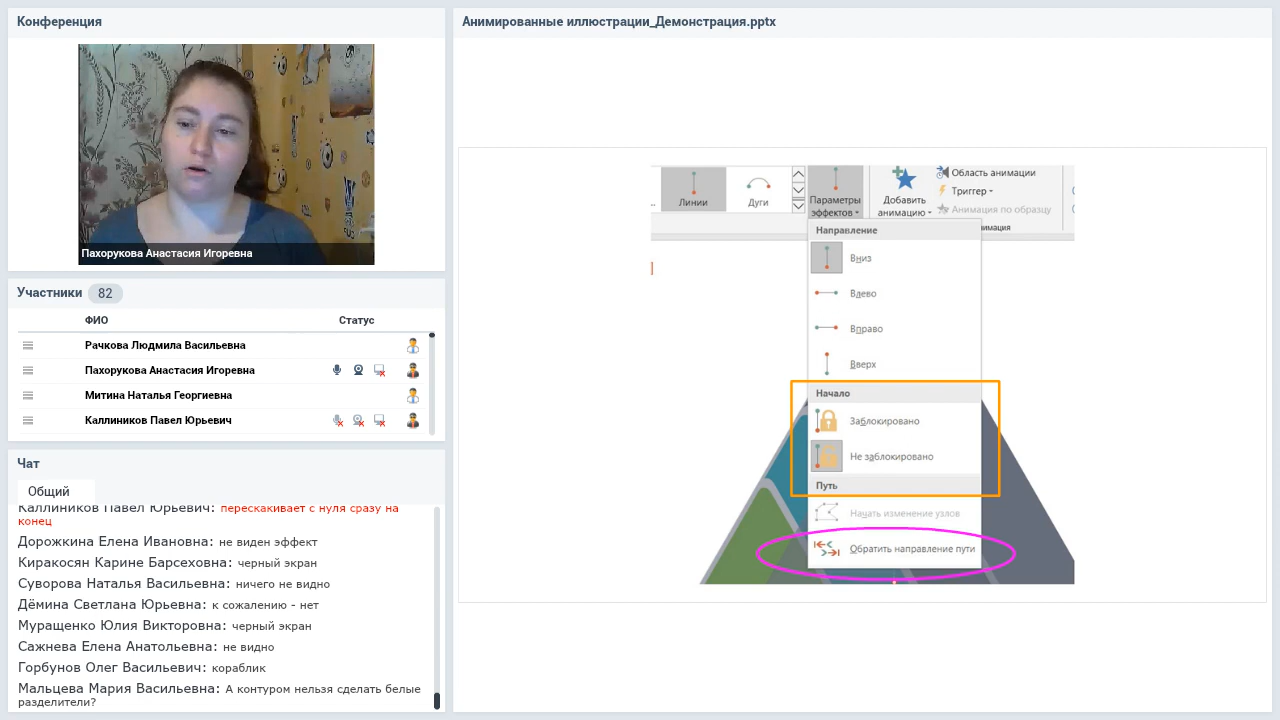 Конференция
Пахорукова Анастасия Игоревна
Участники 82
ФИО Статус
Рачкова Людмила Васильевна
Пахорукова Анастасия Игоревна
Митина Наталья Георгиевна
Каллиников Павел Юрьевич
Чат
Общий
Каллиников Павел Юрьевич: перескакивает с нуля сразу на
конец
Дорожкина Елена Ивановна: не виден эффект
Киракосян Карине Барсеховна: черный экран
Суворова Наталья Васильевна: ничего не видно
Дёмина Светлана Юрьевна: к сожалению - нет
Муращенко Юлия Викторовна: черный экран
Сажнева Елена Анатольевна: не видно
Горбунов Олег Васильевич: кораблик
Мальцева Мария Васильевна: А контуром нельзя сделать белые
разделители?
Анимированные иллюстрации_Демонстрация.pptx
Линии
Дуги
Параметры
эффектов
Добавить
анимацию
Область анимации
Триггер
Анимация по образцу
имация
Направление
Вниз
Влево
Вправо
Вверх
Начало
Заблокировано
Не заблокировано
Путь
Начать изменение узлов
Обратить направление пути